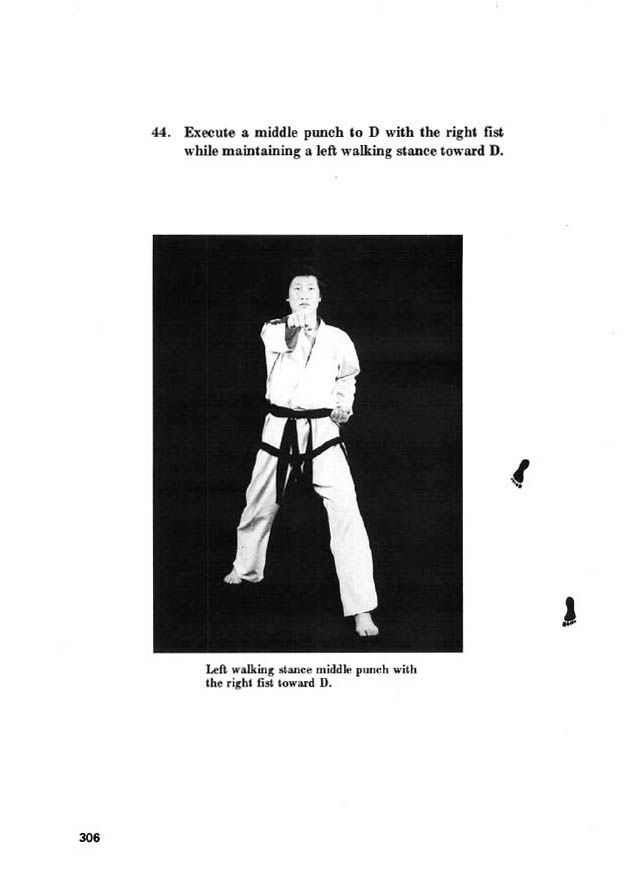 44. Execute a middle punch to D with the right fist
while maintaining a left walking stance toward D.
Left walking stance middle punch with
the right fist toward D.
306